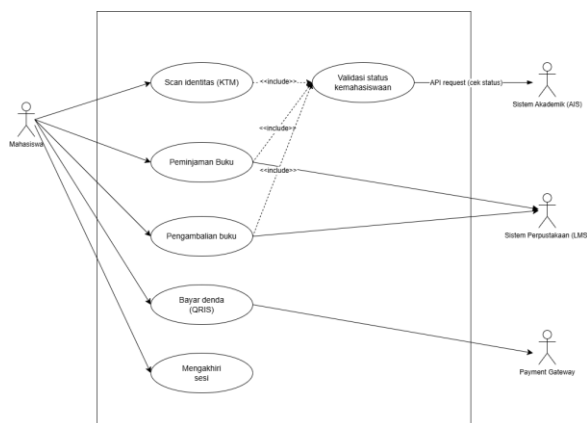 Scan identitas (KTM)
<<include>>
Validasi status
kemahasiswaan
API request (cek status)
Sistem Akademik (AIS)
Mahasiswa
<<include>>
Peminjaman Buku
<<include>>
Pengambalian buku
Sistem Perpustakaan (LMS
Bayar denda
(QRIS)
Payment Gateway
Mengakhiri
sesi